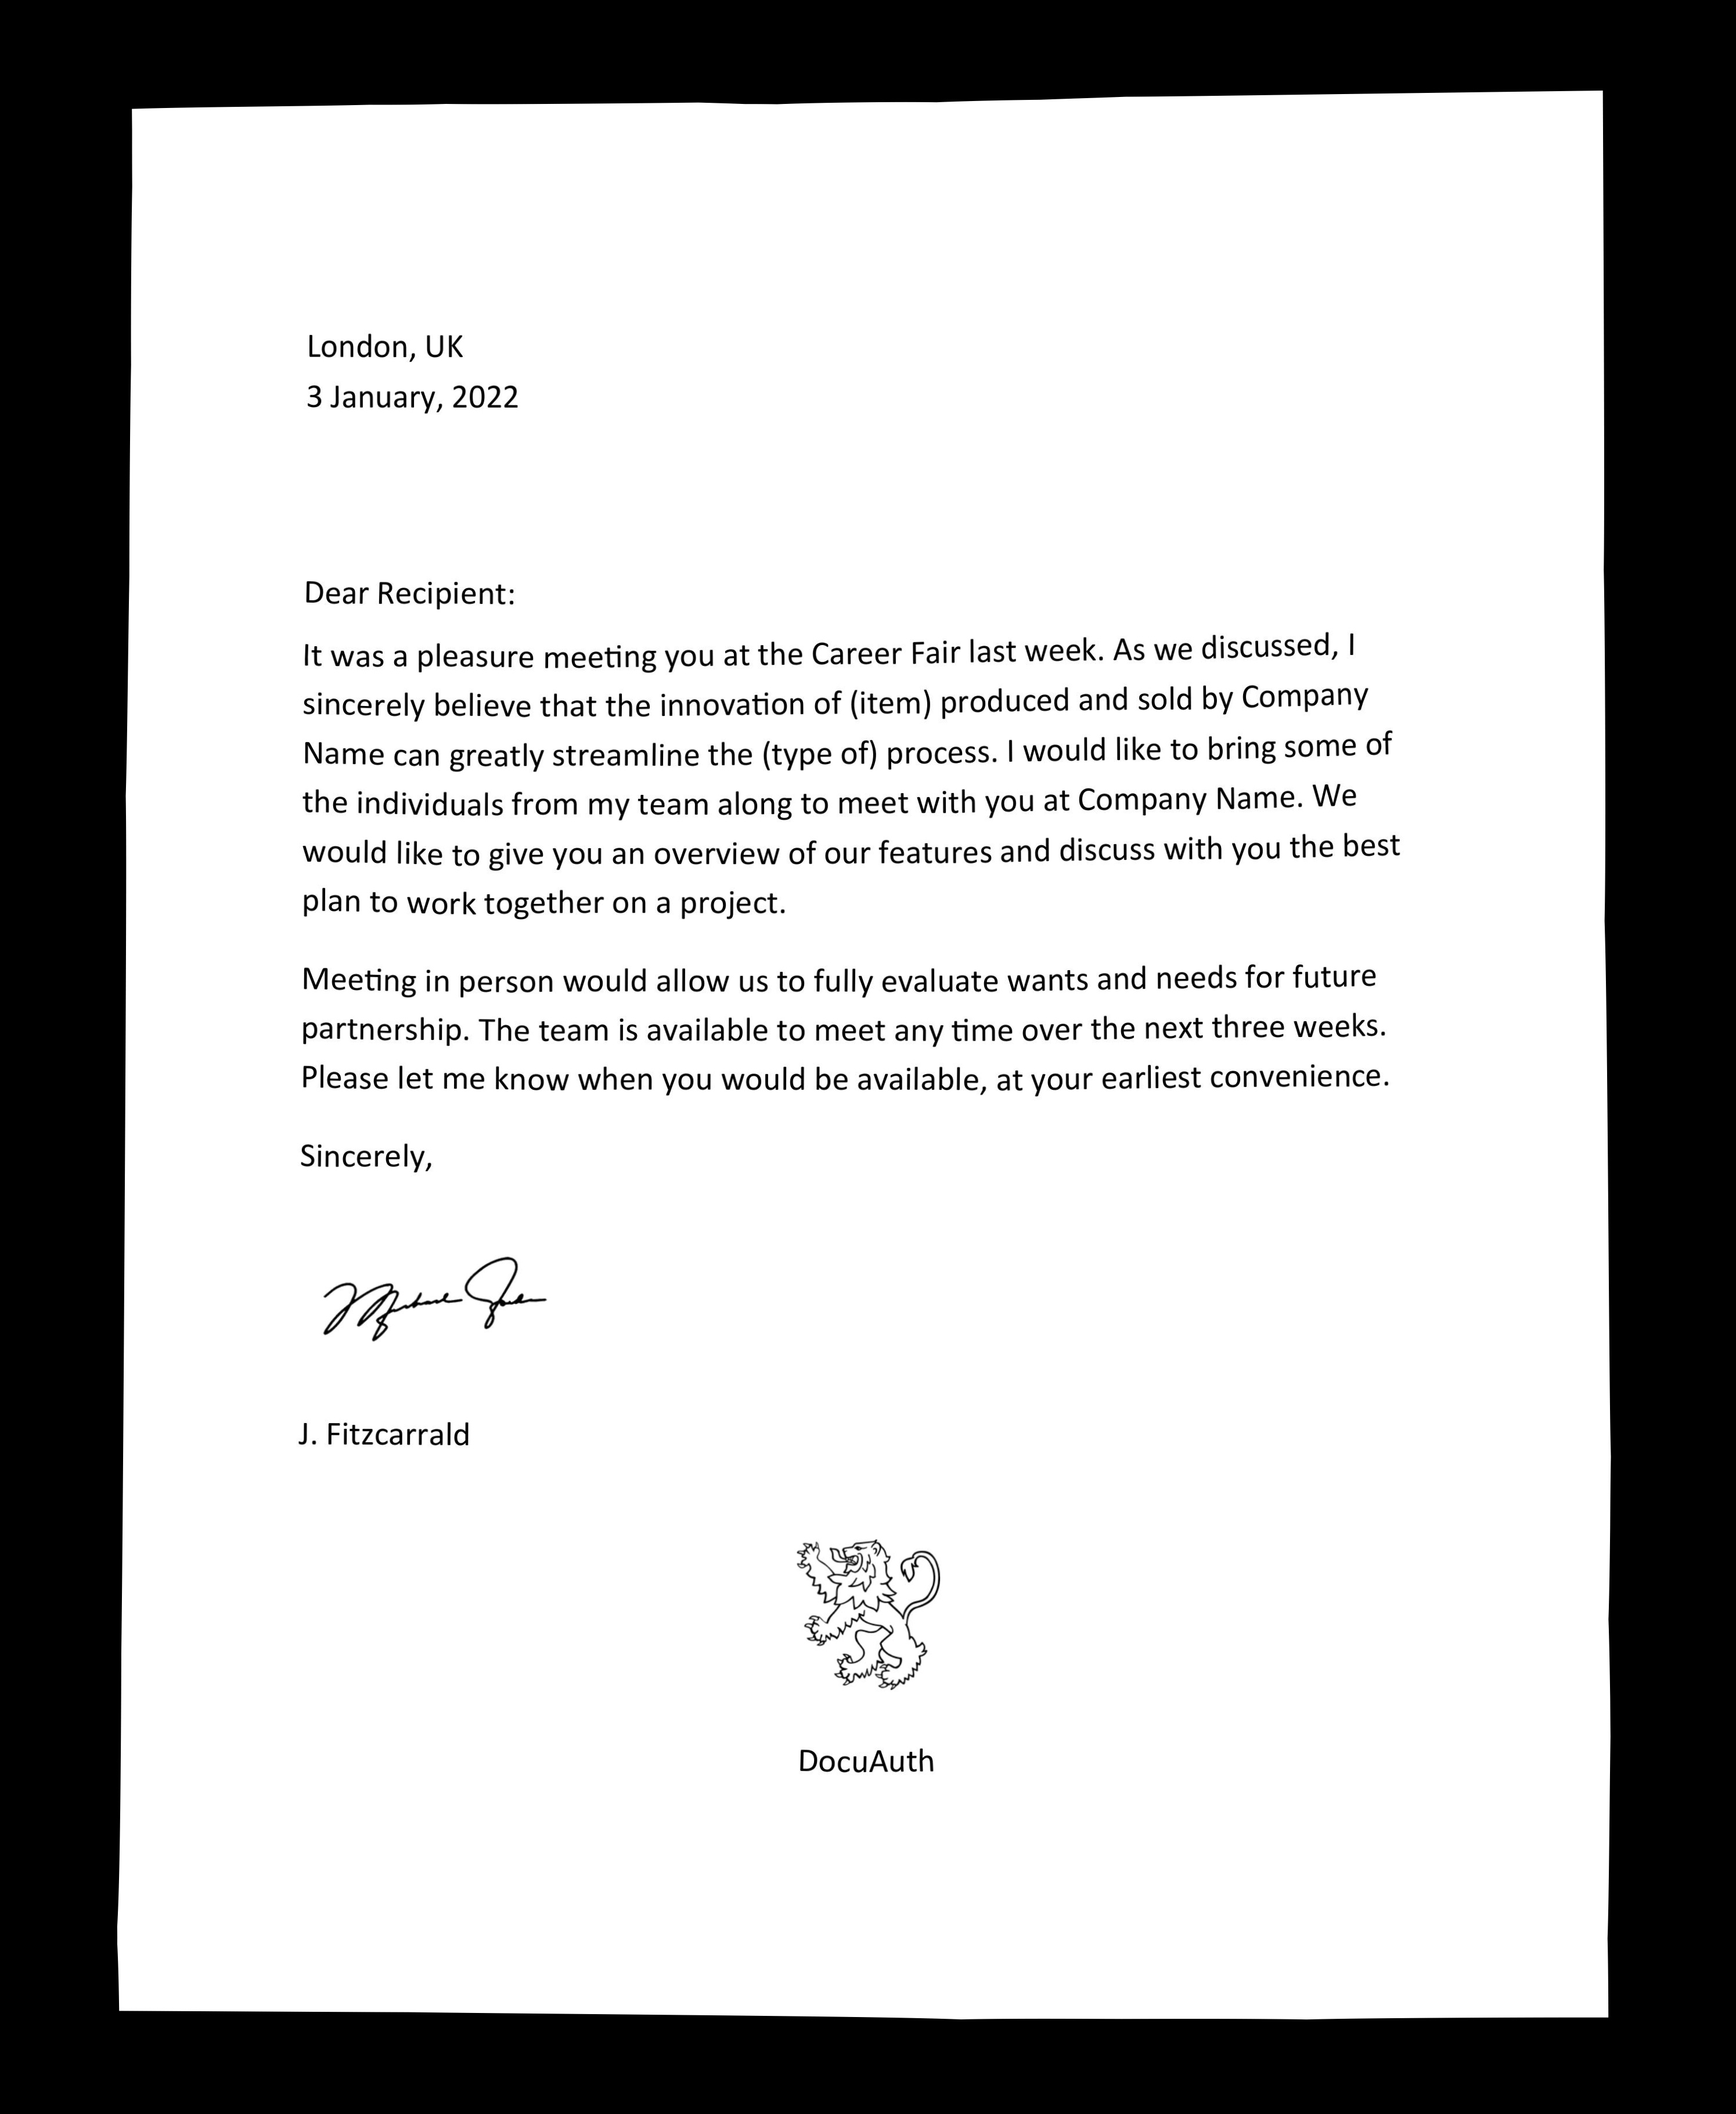 London, UK
3 January, 2022
Dear Recipient:
It was a pleasure meeting you at the Career Fair last week. As we discussed, I
sincerely believe that the innovation of (item) produced and sold by Company
Name can greatly streamline the (type of) process. I would like to bring some of
the individuals from my team along to meet with you at Company Name. We
would like to give you an overview of our features and discuss with you the best
plan to work together on a project.
Meeting in person would allow us to fully evaluate wants and needs for future
partnership. The team is available to meet any time over the next three weeks.
Please let me know when you would be available, at your earliest convenience.
Sincerely,
J. Fitzcarrald
DocuAuth